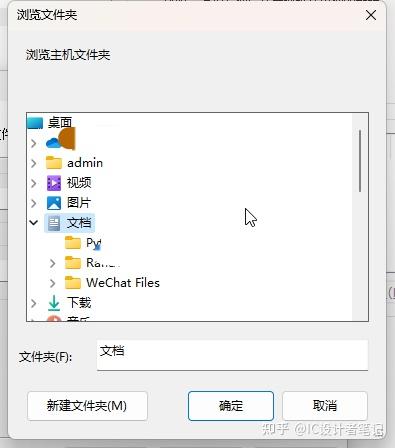 浏览文件夹
浏览主机文件夹
桌面
admin
视频
图片
文档
WeChat Files
下载
音乐
文件夹(F):
文档
新建文件夹(M)
确定
取消
知乎 @IC设计者笔记